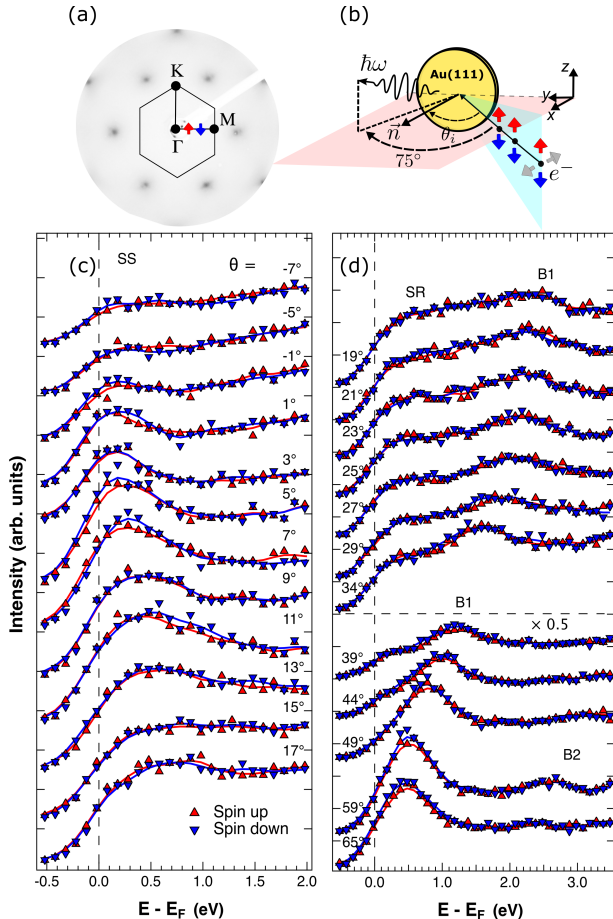 (a)
K
Γ
M
(b)
ħω
Au(111)
z
y
x
n⃗
θi
75°
e⁻
(c)
SS
θ =
-7°
-5°
-1°
1°
3°
5°
7°
9°
11°
13°
15°
17°
Spin up
Spin down
-0.5
0.0
0.5
1.0
1.5
2.0
E - EF (eV)
Intensity (arb. units)
(d)
SR
B1
19°
21°
23°
25°
27°
29°
34°
B1
× 0.5
39°
44°
49°
B2
59°
65°
0.0
1.0
2.0
3.0
E - EF (eV)